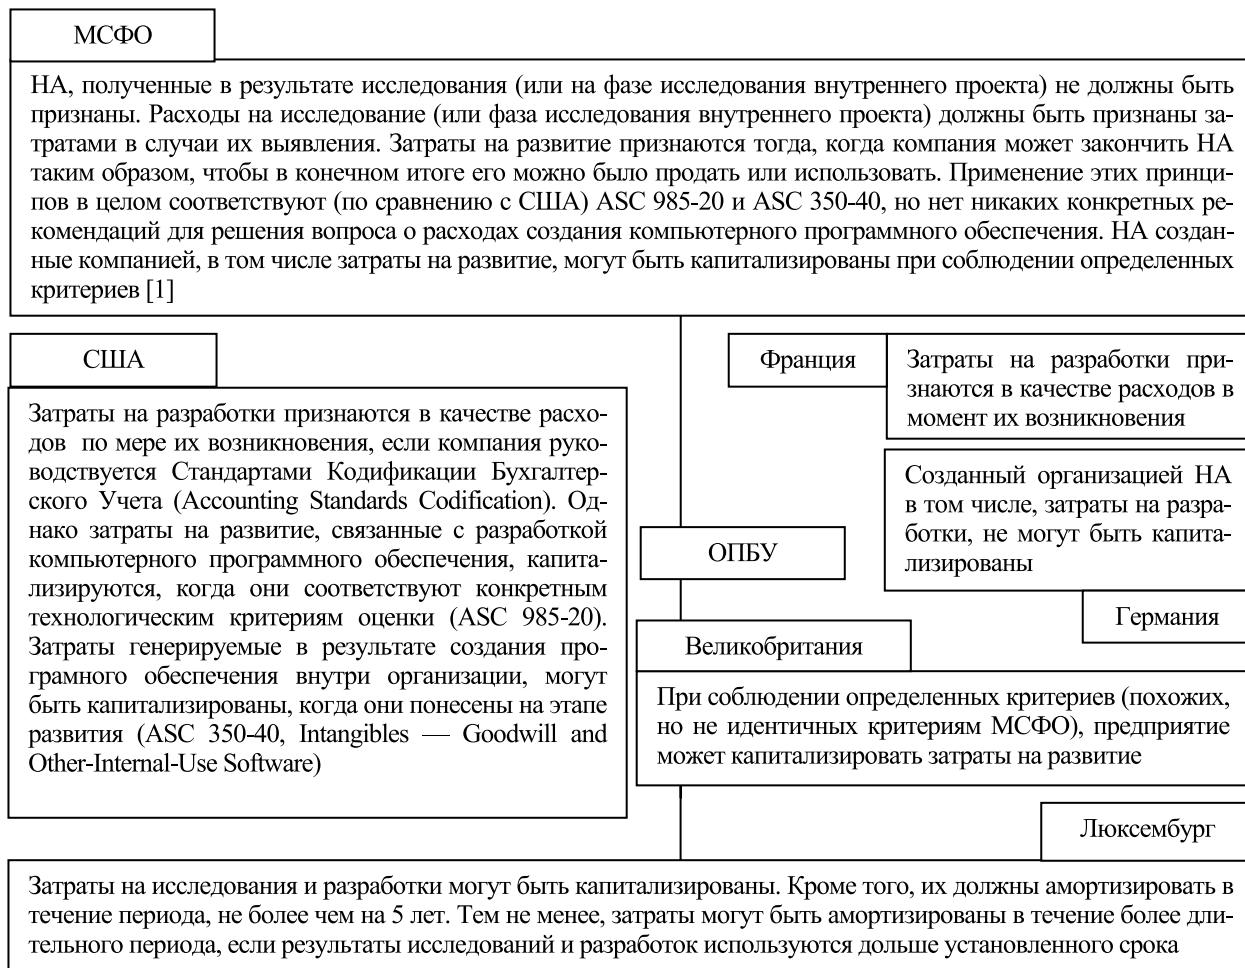 МСФО
НА, полученные в результате исследования (или на фазе исследования внутреннего проекта) не должны быть
признаны. Расходы на исследование (или фаза исследования внутреннего проекта) должны быть признаны за-
тратами в случаи их выявления. Затраты на развитие признаются тогда, когда компания может закончить НА
таким образом, чтобы в конечном итоге его можно было продать или использовать. Применение этих принци-
пов в целом соответствуют (по сравнению с США) ASC 985-20 и ASC 350-40, но нет никаких конкретных ре-
комендаций для решения вопроса о расходах создания компьютерного программного обеспечения. НА создан-
ные компанией, в том числе затраты на развитие, могут быть капитализированы при соблюдении определенных
критериев [1]
США
Затраты на разработки признаются в качестве расхо-
дов по мере их возникновения, если компания руко-
водствуется Стандартами Кодификации Бухгалтер-
ского Учета (Accounting Standards Codification). Од-
нако затраты на развитие, связанные с разработкой
компьютерного программного обеспечения, капита-
лизируются, когда они соответствуют конкретным
технологическим критериям оценки (ASC 985-20).
Затраты генерируемые в результате создания про-
грамного обеспечения внутри организации, могут
быть капитализированы, когда они понесены на этапе
развития (ASC 350-40, Intangibles — Goodwill and
Other-Internal-Use Software)
Франция
Затраты на разработки при-
знаются в качестве расходов в
момент их возникновения
Созданный организацией НА
в том числе, затраты на разра-
ботки, не могут быть капита-
лизированы
ОПБУ
Германия
Великобритания
При соблюдении определенных критериев (похожих,
но не идентичных критериям МСФО), предприятие
может капитализировать затраты на развитие
Люксембург
Затраты на исследования и разработки могут быть капитализированы. Кроме того, их должны амортизировать в
течение периода, не более чем на 5 лет. Тем не менее, затраты могут быть амортизированы в течение более дли-
тельного периода, если результаты исследований и разработок используются дольше установленного срока